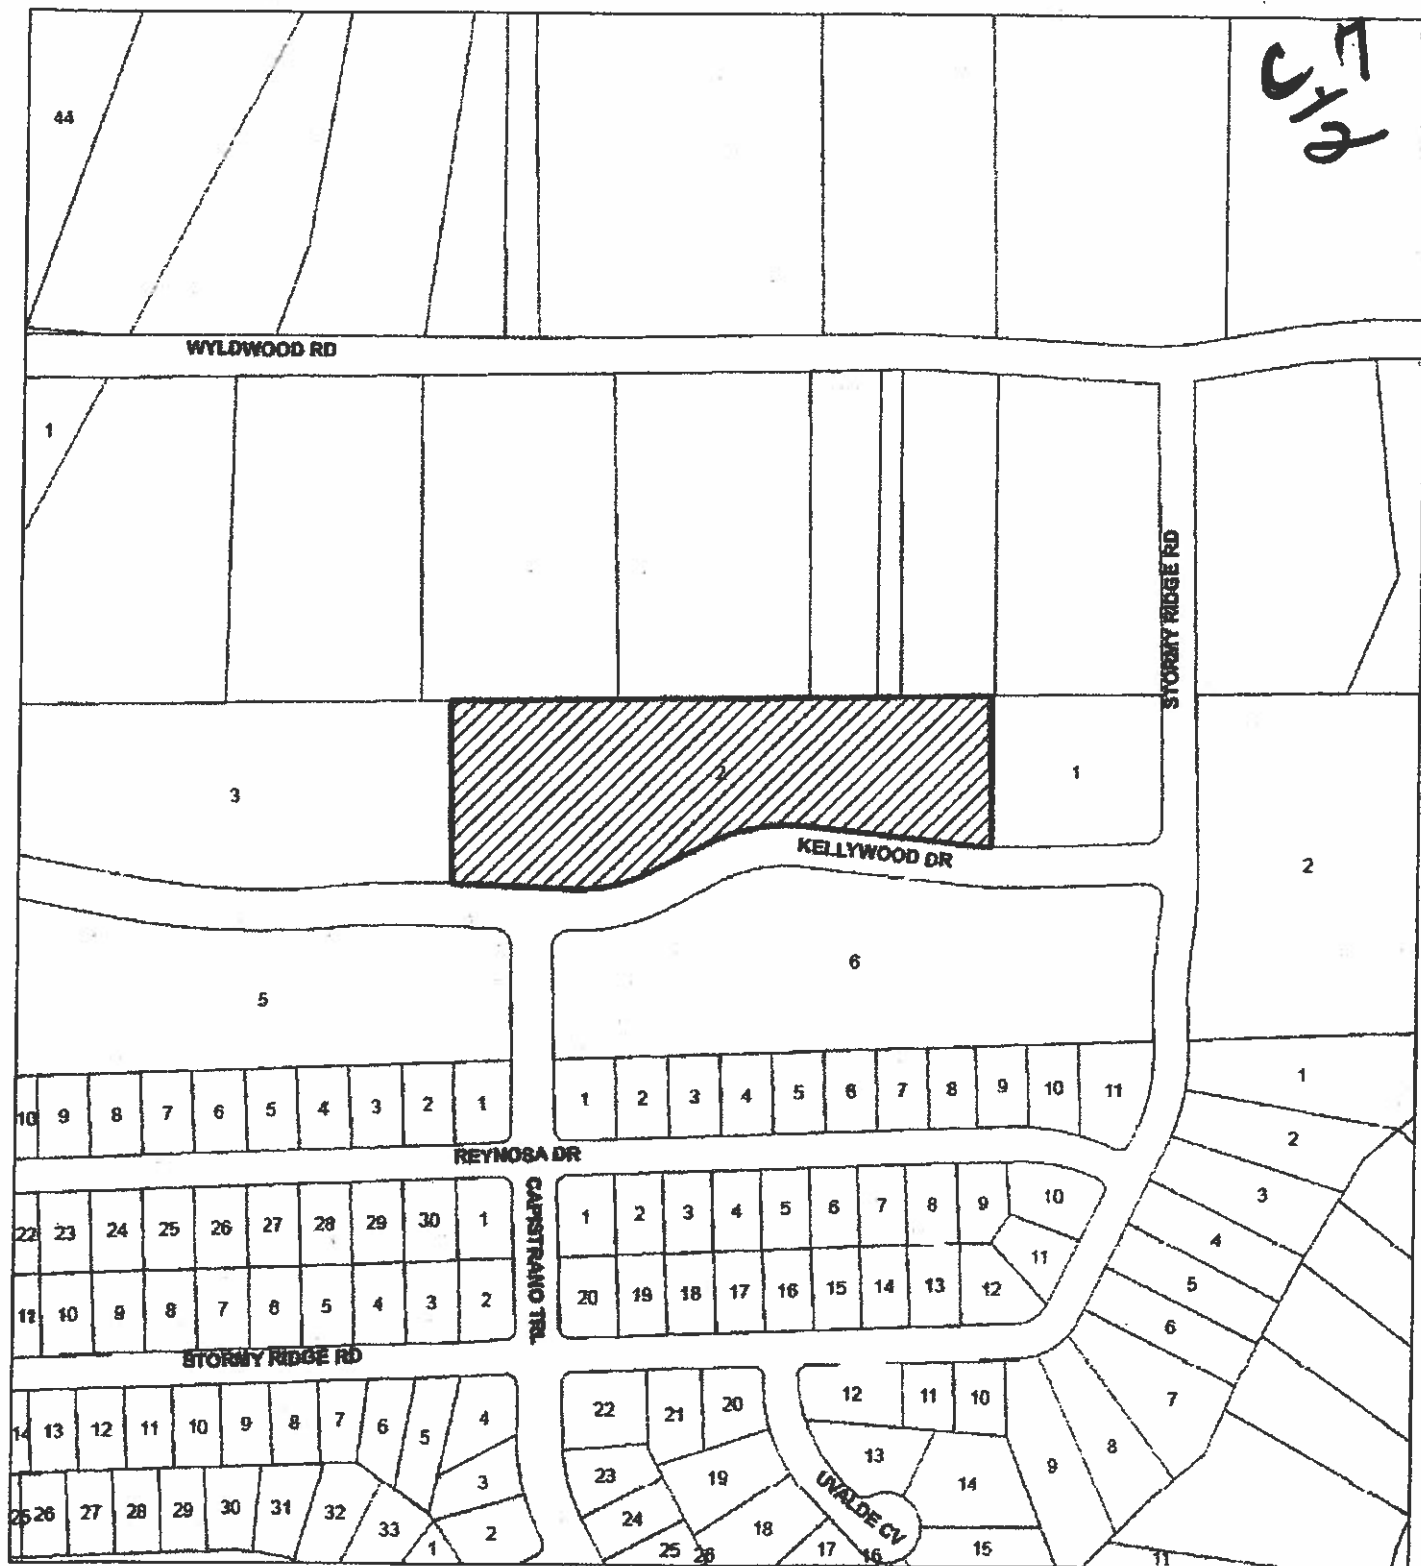 C 17
1/2
44
WYLDWOOD RD
1
STORMY RIDGE RD
3
2
1
KELLYWOOD DR
2
6
5
10 9 8 7 6 5 4 3 2 1
1 2 3 4 5 6 7 8 9 10 11
1
2
3
4
5
6
7
REYNOSA DR
CAPISTRANO TRL
22 23 24 25 26 27 28 29 30 1
1 2 3 4 5 6 7 8 9 10
11
11 10 9 8 7 6 5 4 3 2
20 19 18 17 16 15 14 13 12
STORMY RIDGE RD
14 13 12 11 10 9 8 7 6 5 4
3
2
22 21 20
12 11 10
9 8
23 19 13 14
24 18
25 26
UVALDE CV
17 16 15 11
25 26 27 28 29 30 31 32 33 1